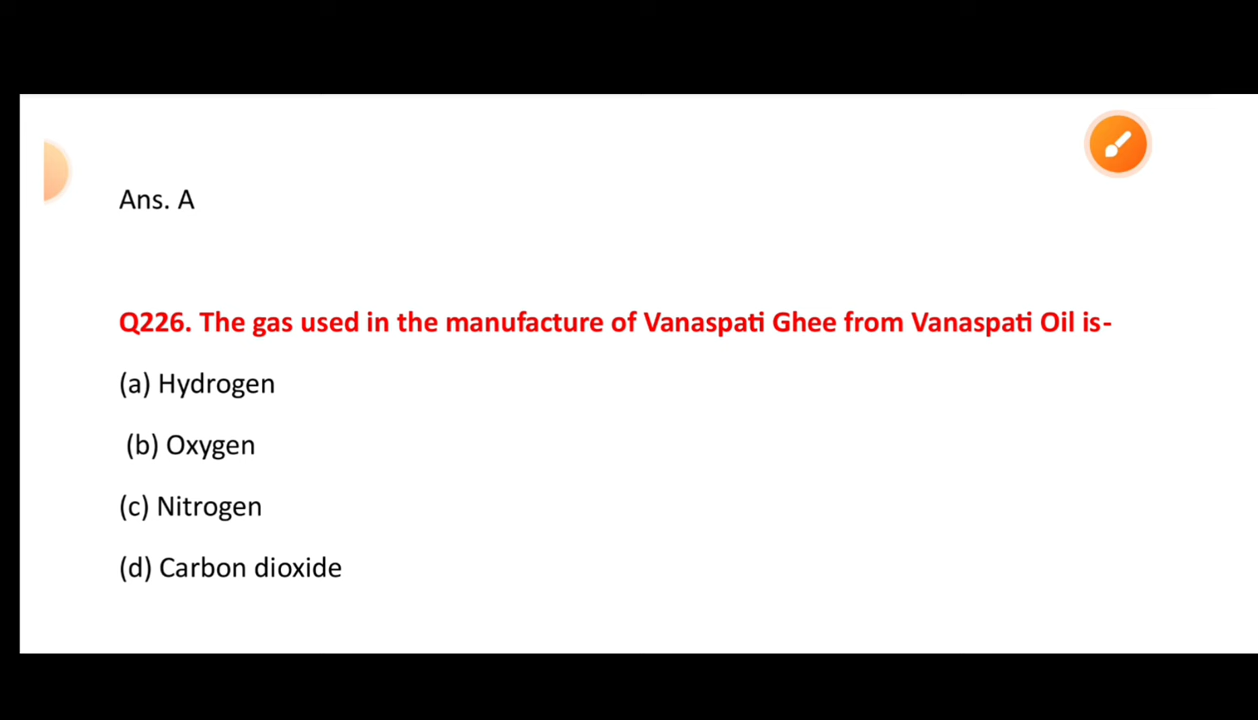 Ans. A
Q226. The gas used in the manufacture of Vanaspati Ghee from Vanaspati Oil is-
(a) Hydrogen
(b) Oxygen
(c) Nitrogen
(d) Carbon dioxide